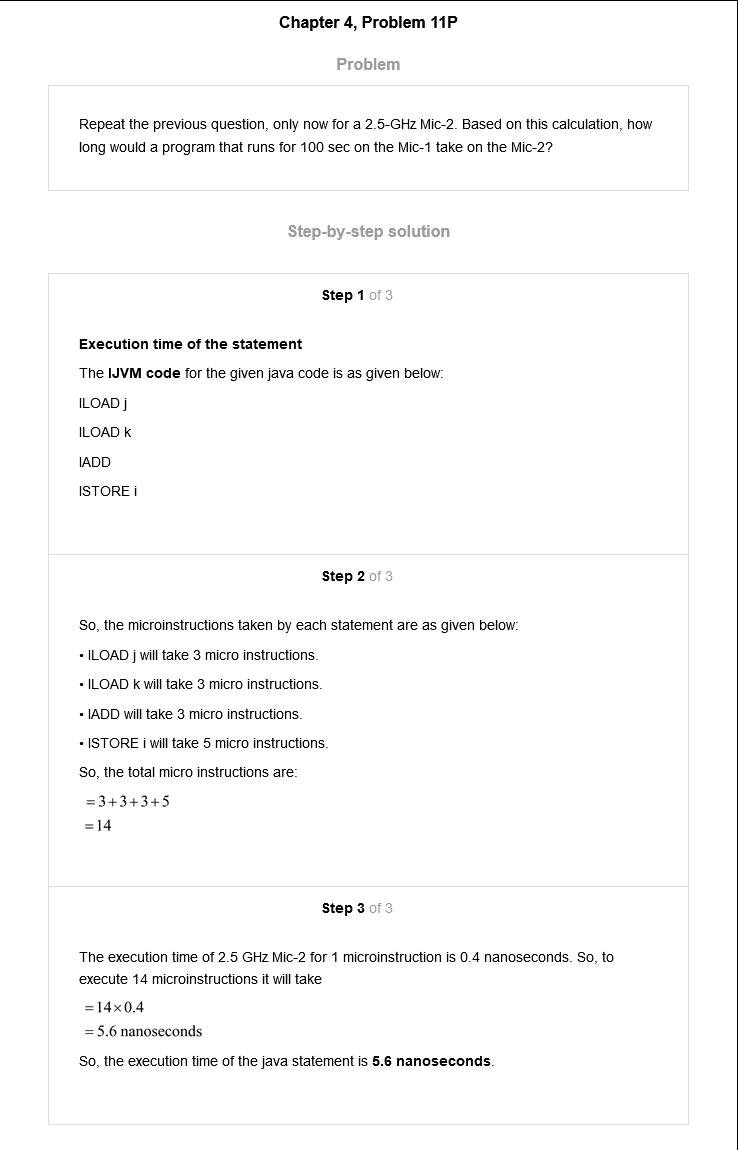 Chapter 4, Problem 11P
Problem
Repeat the previous question, only now for a 2.5-GHz Mic-2. Based on this calculation, how
long would a program that runs for 100 sec on the Mic-1 take on the Mic-2?
Step-by-step solution
Step 1 of 3
Execution time of the statement
The IJVM code for the given java code is as given below:
ILOAD j
ILOAD k
IADD
ISTORE i
Step 2 of 3
So, the microinstructions taken by each statement are as given below:
• ILOAD j will take 3 micro instructions.
• ILOAD k will take 3 micro instructions.
• IADD will take 3 micro instructions.
• ISTORE i will take 5 micro instructions.
So, the total micro instructions are:
=3+3+3+5
=14
Step 3 of 3
The execution time of 2.5 GHz Mic-2 for 1 microinstruction is 0.4 nanoseconds. So, to
execute 14 microinstructions it will take
=14×0.4
=5.6 nanoseconds
So, the execution time of the java statement is 5.6 nanoseconds.